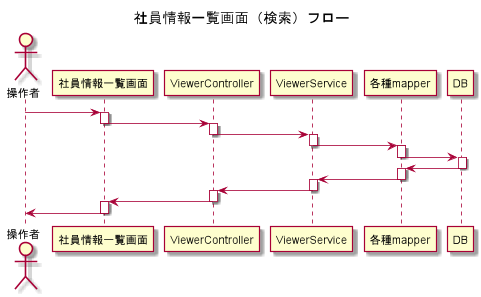 社員情報一覧画面（検索）フロー
操作者
社員情報一覧画面
ViewerController
ViewerService
各種mapper
DB
操作者
社員情報一覧画面
ViewerController
ViewerService
各種mapper
DB